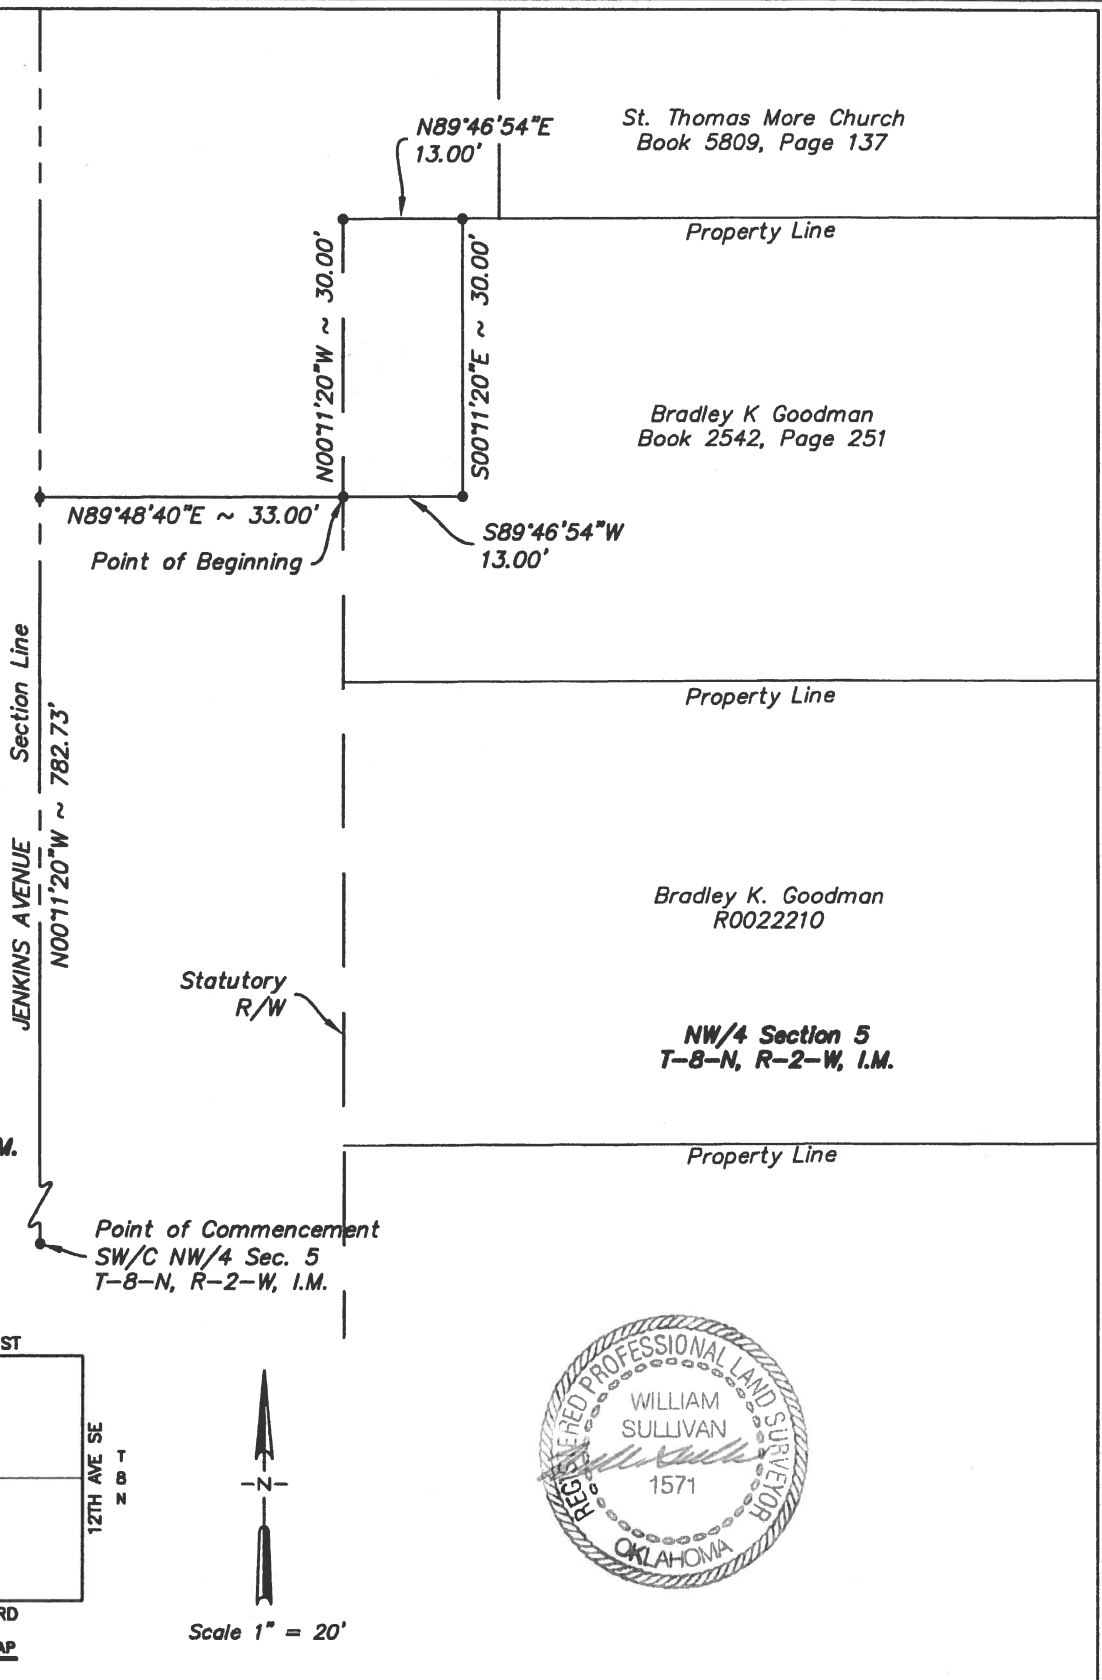 N89°46'54"E
13.00'
St. Thomas More Church
Book 5809, Page 137
Property Line
N00°11'20"W ~ 30.00'
S00°11'20"E ~ 30.00'
Bradley K Goodman
Book 2542, Page 251
N89°48'40"E ~ 33.00'
S89°46'54"W
13.00'
Point of Beginning
Section Line
JENKINS AVENUE
N00°11'20"W ~ 782.73'
Property Line
Bradley K. Goodman
R0022210
Statutory
R/W
NW/4 Section 5
T-8-N, R-2-W, I.M.
M.
Property Line
Point of Commencement
SW/C NW/4 Sec. 5
T-8-N, R-2-W, I.M.
ST
12TH AVE SE
T
8
N
RD
AP
-N-
Scale 1" = 20'
REGISTERED PROFESSIONAL LAND SURVEYOR
WILLIAM
SULLIVAN
1571
OKLAHOMA